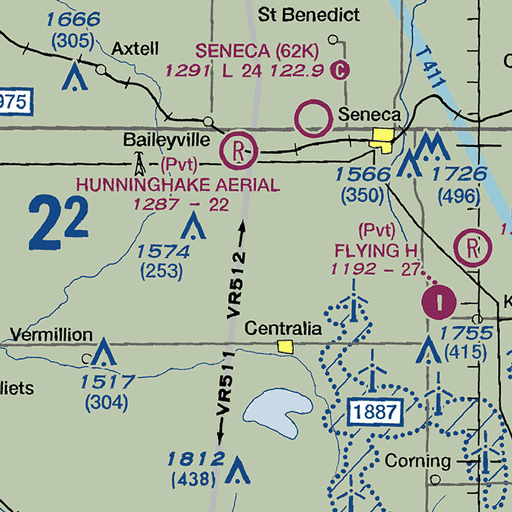 1666
(305)
Axtell
St Benedict
SENECA (62K)
1291 L 24 122.9 C
T 411
975
Seneca
Baileyville
R
(Pvt)
HUNNINGHAKE AERIAL
1287 - 22
1566
(350)
1726
(496)
22
1574
(253)
(Pvt)
FLYING H
1192 - 27
R
VR512
I
K
Vermillion
Centralia
1755
(415)
1517
(304)
VR511
liets
1887
1812
(438)
Corning